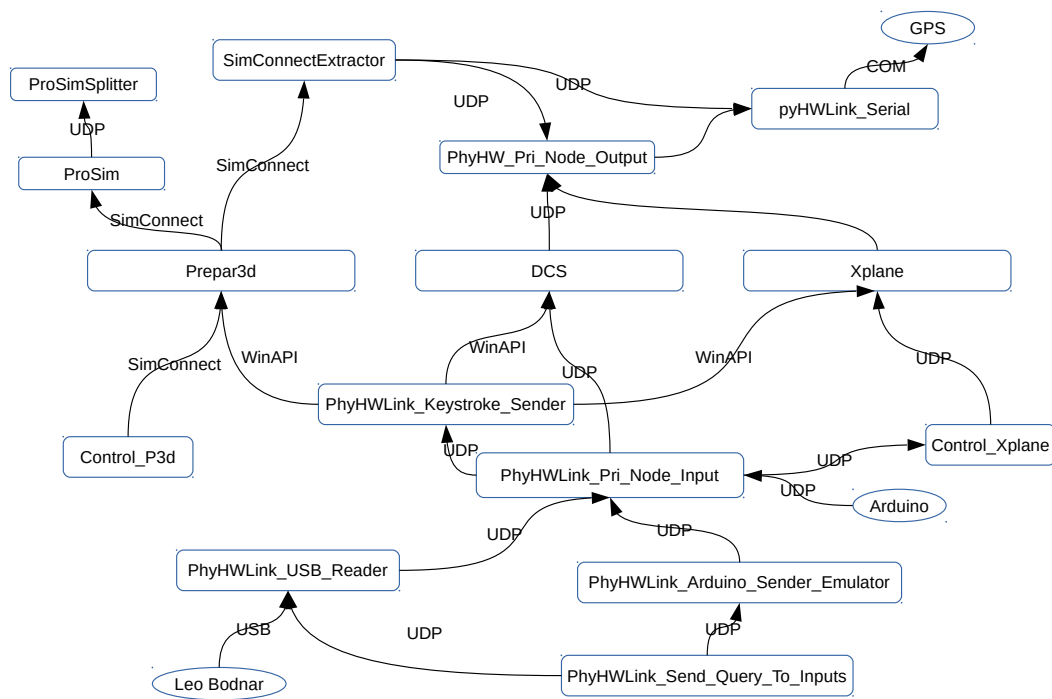 GPS
SimConnectExtractor
COM
ProSimSplitter
UDP
UDP
pyHWLink_Serial
UDP
PhyHW_Pri_Node_Output
SimConnect
ProSim
SimConnect
UDP
Prepar3d
DCS
Xplane
SimConnect
WinAPI
WinAPI
UDP
WinAPI
UDP
PhyHWLink_Keystroke_Sender
Control_P3d
UDP
Control_Xplane
PhyHWLink_Pri_Node_Input
UDP
UDP
Arduino
UDP
UDP
PhyHWLink_USB_Reader
PhyHWLink_Arduino_Sender_Emulator
USB
UDP
UDP
Leo Bodnar
PhyHWLink_Send_Query_To_Inputs